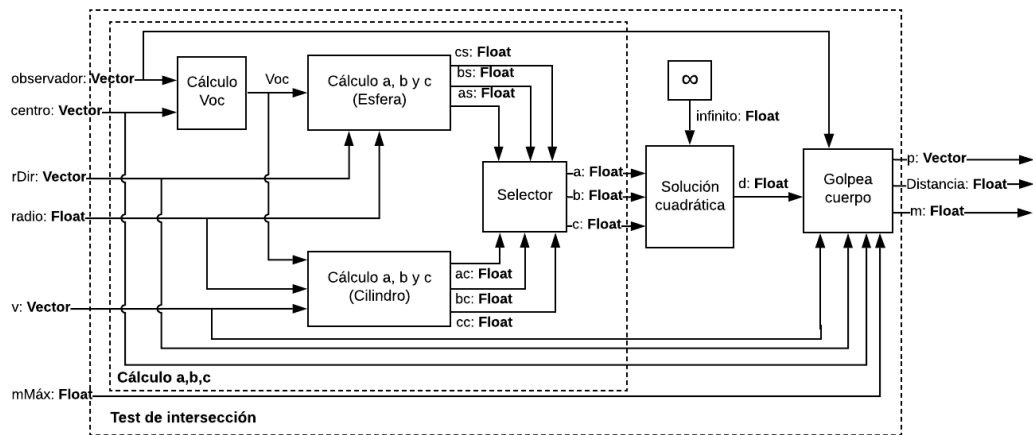 observador: Vector
centro: Vector
rDir: Vector
radio: Float
v: Vector
mMáx: Float
Cálculo
Voc
Voc
Cálculo a, b y c
(Esfera)
cs: Float
bs: Float
as: Float
Cálculo a, b y c
(Cilindro)
ac: Float
bc: Float
cc: Float
Selector
a: Float
b: Float
c: Float
∞
infinito: Float
Solución
cuadrática
d: Float
Golpea
cuerpo
p: Vector
Distancia: Float
m: Float
Cálculo a,b,c
Test de intersección